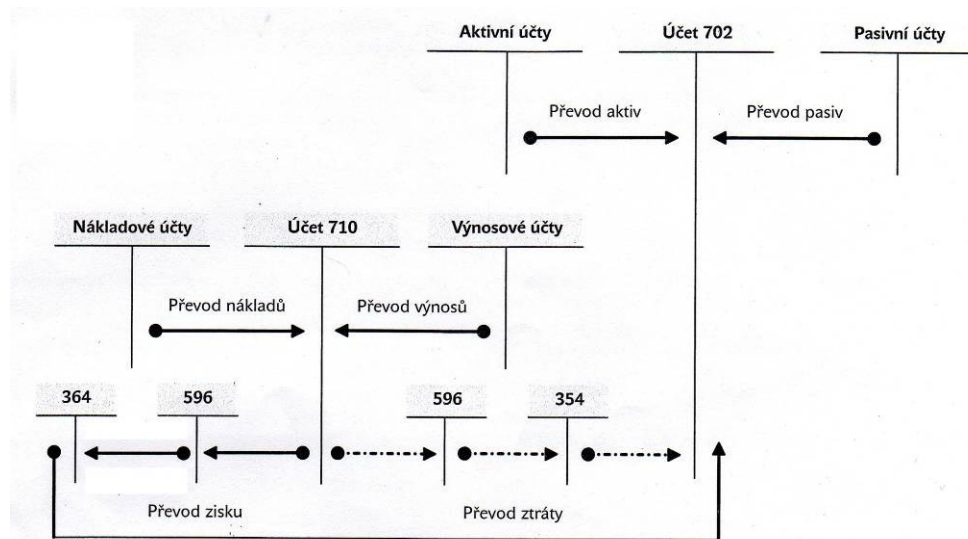 Aktivní účty Účet 702 Pasivní účty
Převod aktiv Převod pasiv
Nákladové účty Účet 710 Výnosové účty
Převod nákladů Převod výnosů
364 596 596 354
Převod zisku Převod ztráty